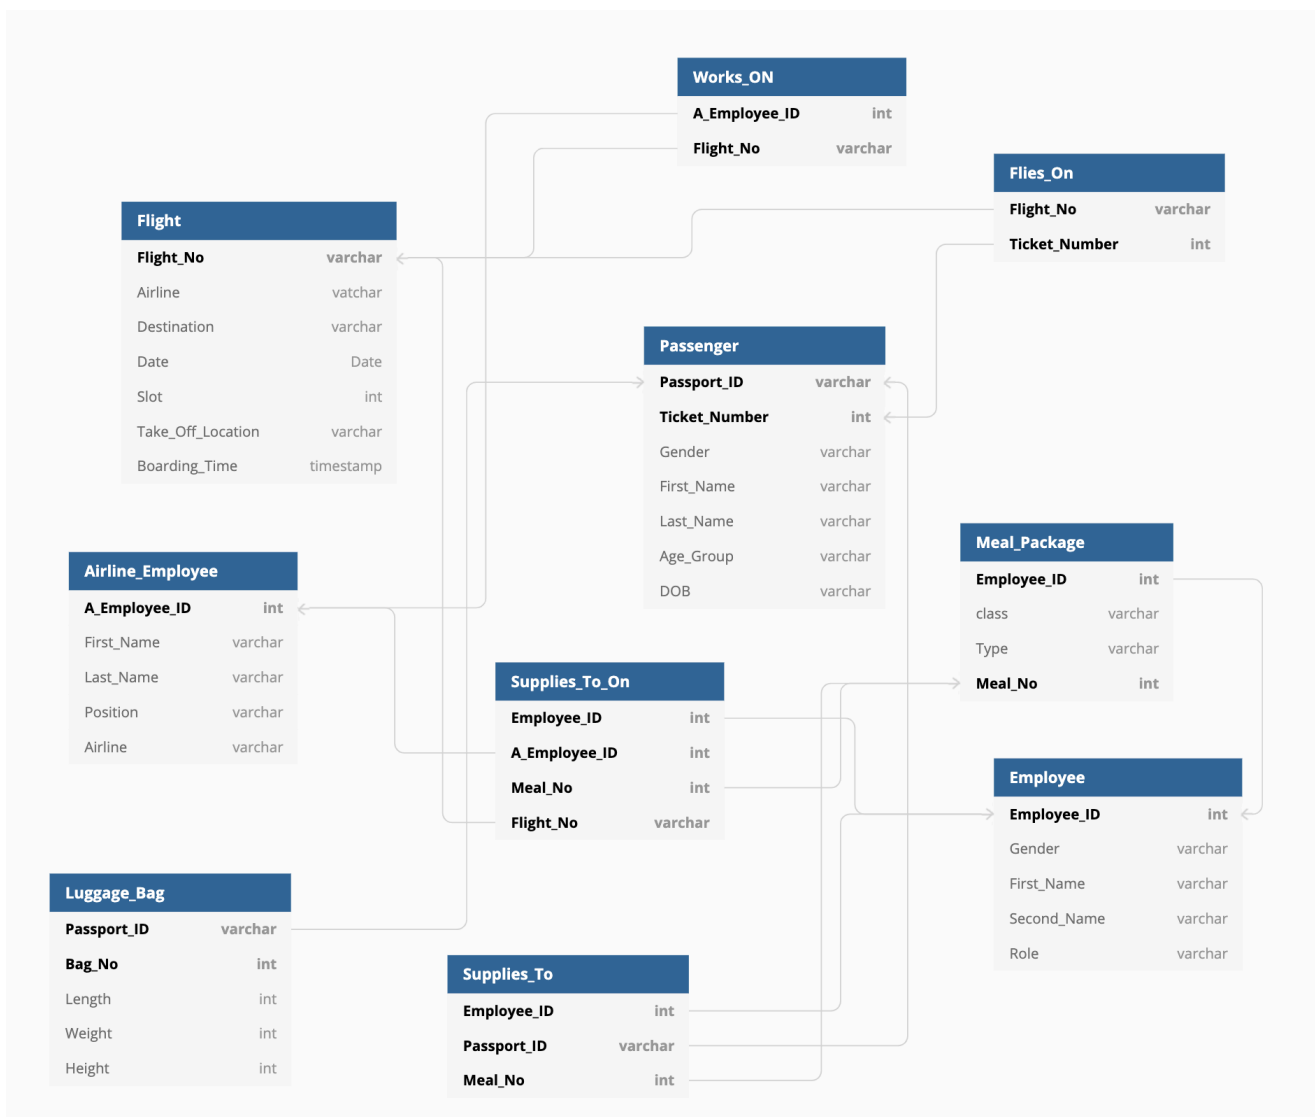 Works_ON
A_Employee_ID int
Flight_No varchar
Flies_On
Flight_No varchar
Ticket_Number int
Flight
Flight_No varchar
Airline vatchar
Destination varchar
Date Date
Slot int
Take_Off_Location varchar
Boarding_Time timestamp
Passenger
Passport_ID varchar
Ticket_Number int
Gender varchar
First_Name varchar
Last_Name varchar
Age_Group varchar
DOB varchar
Meal_Package
Employee_ID int
class varchar
Type varchar
Meal_No int
Airline_Employee
A_Employee_ID int
First_Name varchar
Last_Name varchar
Position varchar
Airline varchar
Supplies_To_On
Employee_ID int
A_Employee_ID int
Meal_No int
Flight_No varchar
Employee
Employee_ID int
Gender varchar
First_Name varchar
Second_Name varchar
Role varchar
Luggage_Bag
Passport_ID varchar
Bag_No int
Length int
Weight int
Height int
Supplies_To
Employee_ID int
Passport_ID varchar
Meal_No int